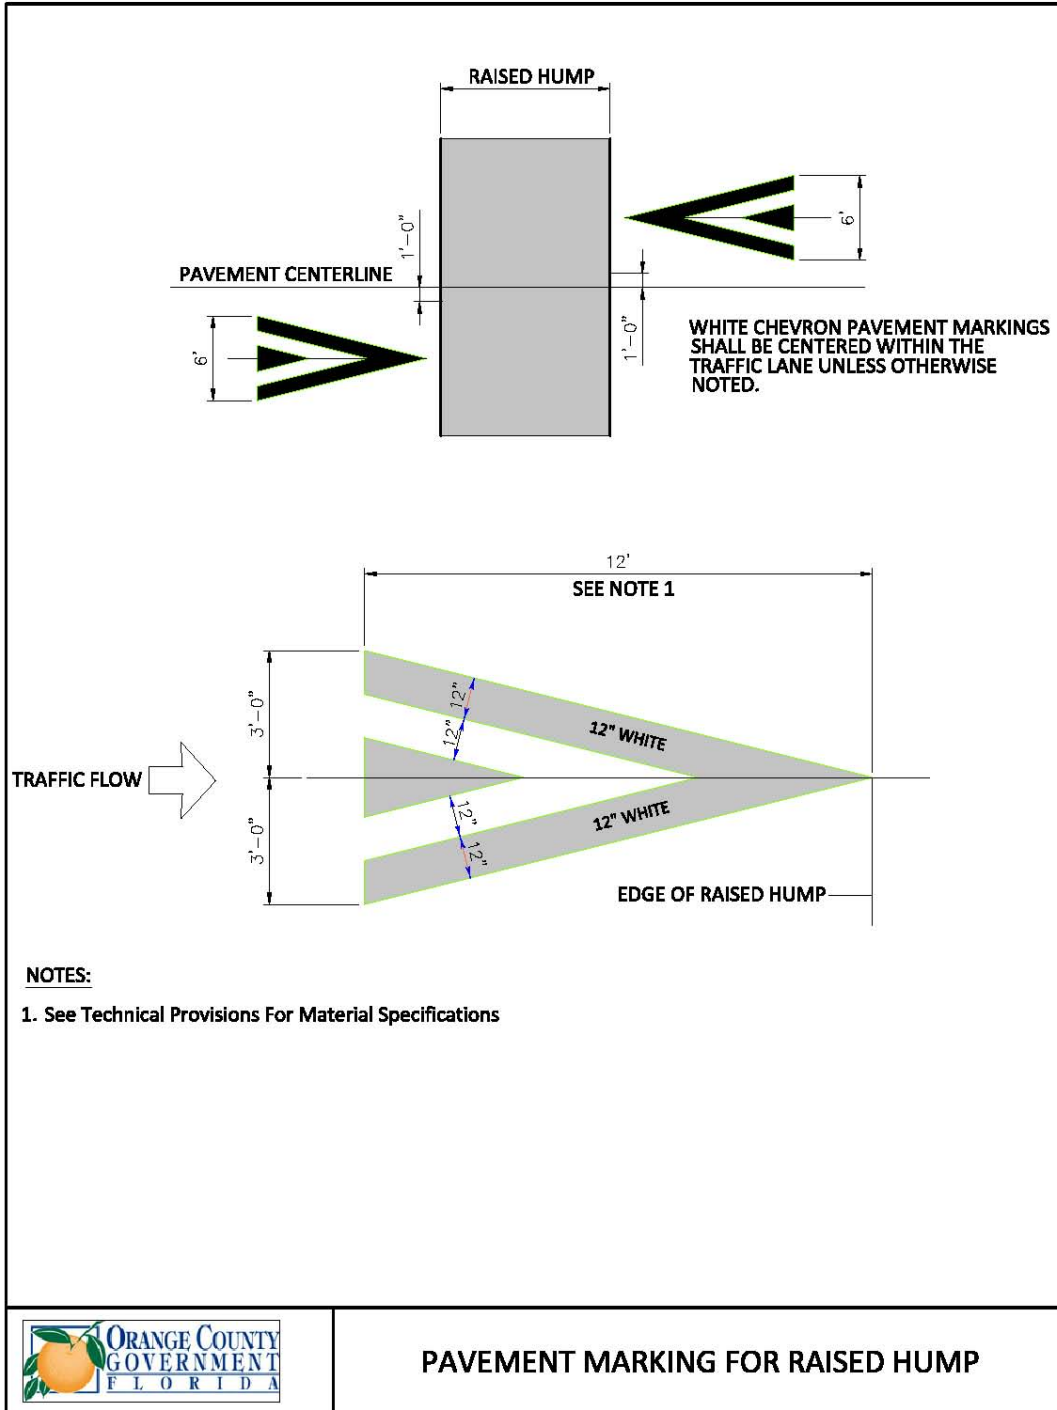 RAISED HUMP
1'-0"
6'
PAVEMENT CENTERLINE
6'
1'-0"
WHITE CHEVRON PAVEMENT MARKINGS
SHALL BE CENTERED WITHIN THE
TRAFFIC LANE UNLESS OTHERWISE
NOTED.
12'
SEE NOTE 1
3'-0"
12"
12"
12" WHITE
TRAFFIC FLOW
3'-0"
12"
12"
12" WHITE
EDGE OF RAISED HUMP
NOTES:
1. See Technical Provisions For Material Specifications
ORANGE COUNTY
GOVERNMENT
FLORIDA
PAVEMENT MARKING FOR RAISED HUMP